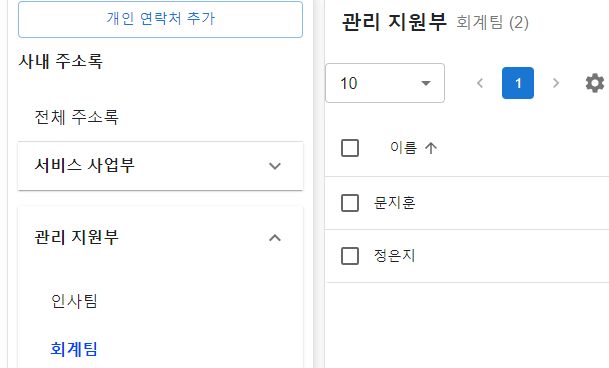 개인 연락처 추가
사내 주소록
전체 주소록
서비스 사업부
관리 지원부
인사팀
회계팀
관리 지원부 회계팀 (2)
10
1
이름
문지훈
정은지